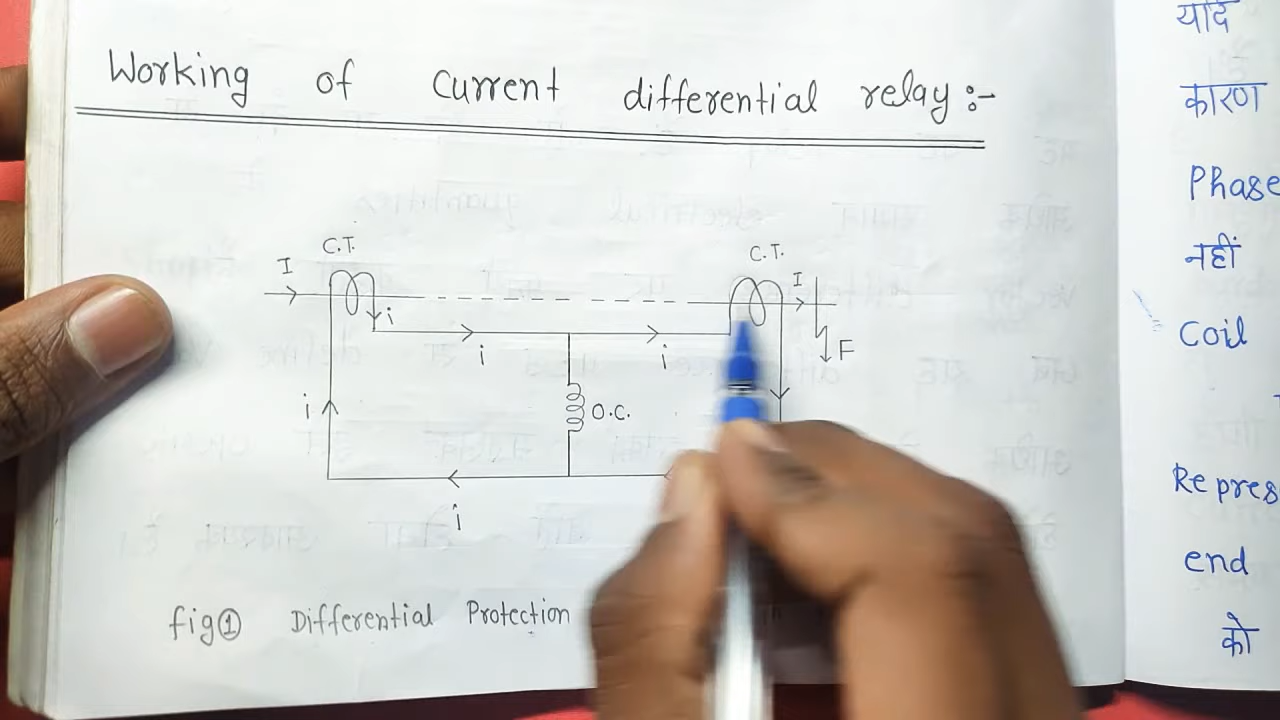 Working of Current differential relay :-
C.T.
C.T.
I
I
i
i
i
F
i
O.C.
i
fig① Differential Protection
यदि
कारण
Phase
नहीं
Coil
Repres
end
को